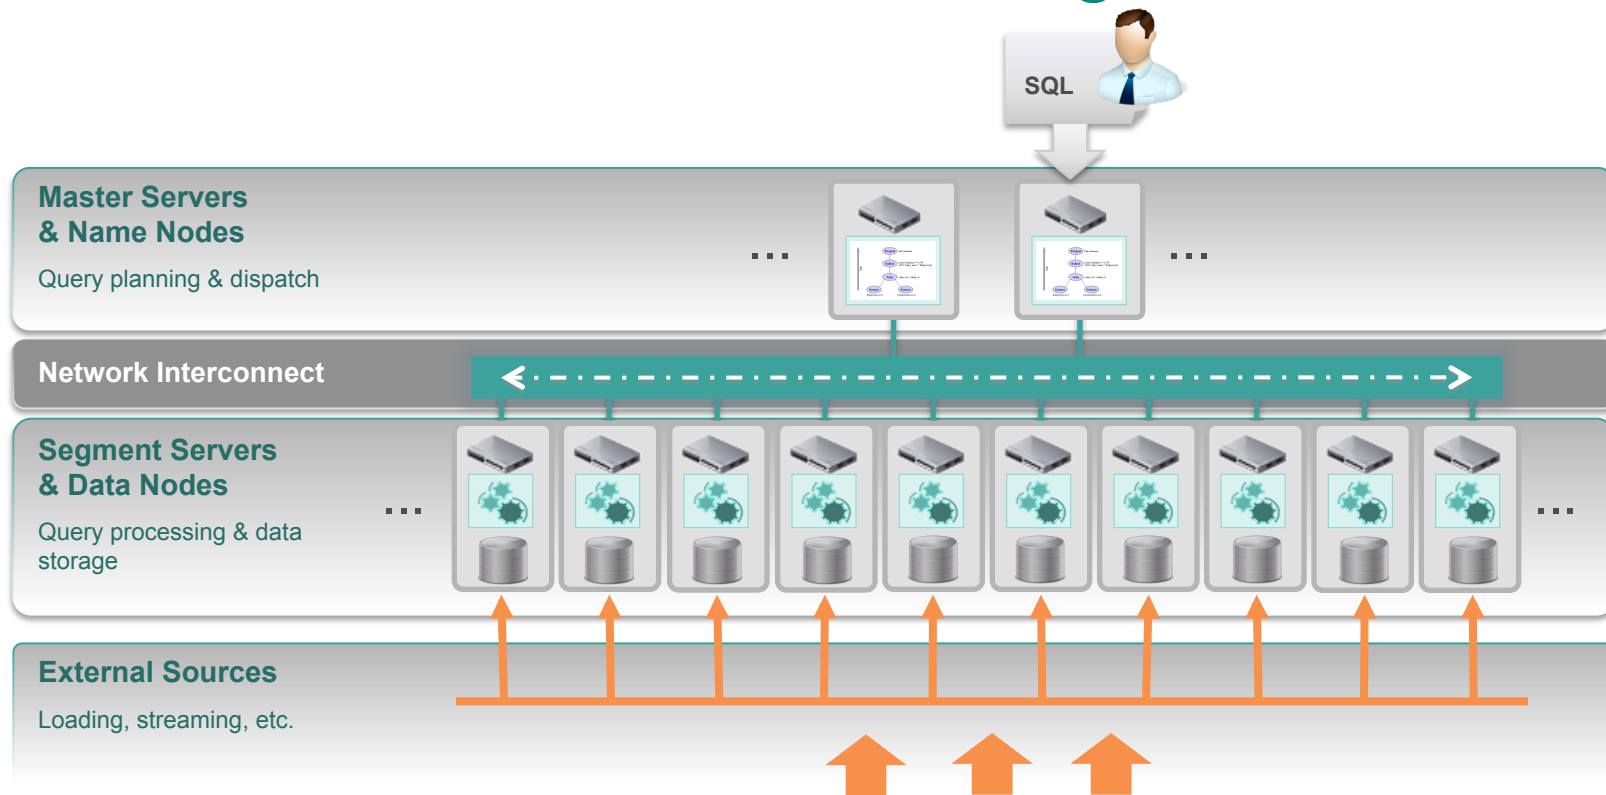 SQL
Master Servers
& Name Nodes
Query planning & dispatch
Network Interconnect
Segment Servers
& Data Nodes
Query processing & data
storage
External Sources
Loading, streaming, etc.